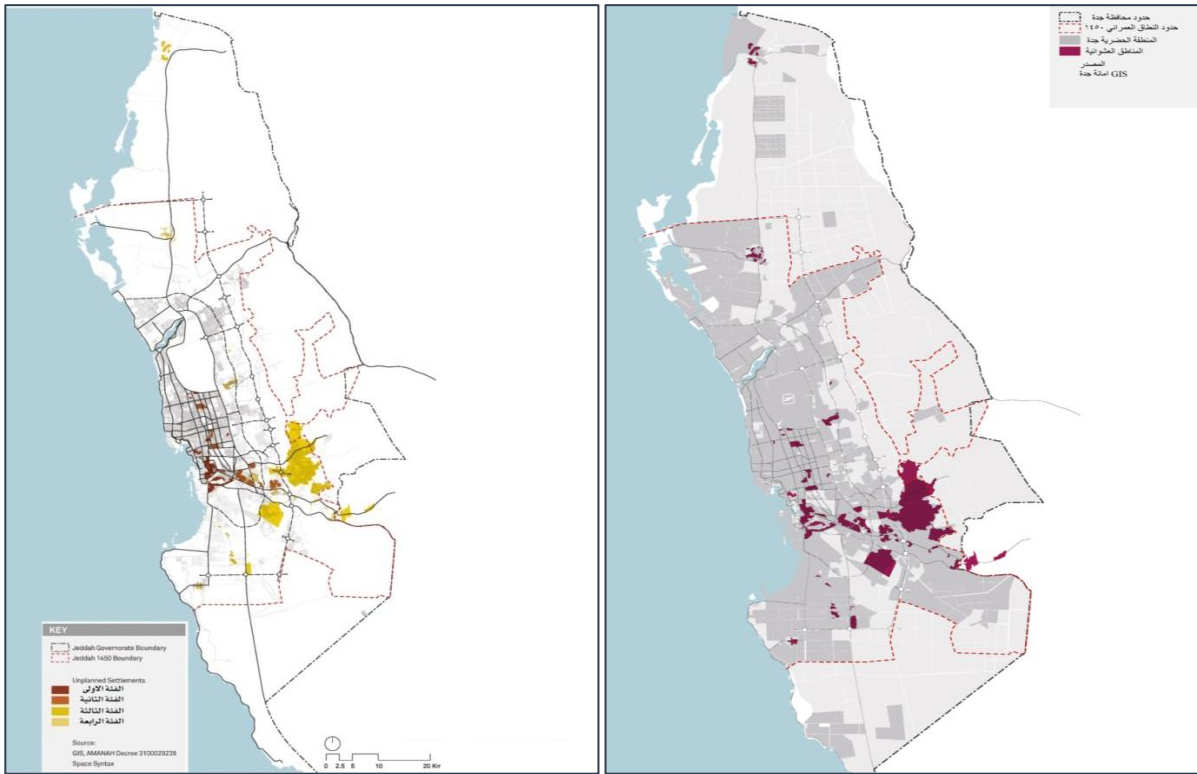 KEY
Jeddah Governorate Boundary
Jeddah 1450 Boundary
Unplanned Settlements
الفئة الاولى
الفئة الثانية
الفئة الثالثة
الفئة الرابعة
Source:
GIS, AMANAH Decree 3100029238
Space Syntax
0 2.5 5 10 20 Km
حدود محافظة جدة
حدود النطاق العمراني ١٤٥٠
المنطقة الحضرية جدة
المناطق العشوائية
المصدر
GIS امانة جدة